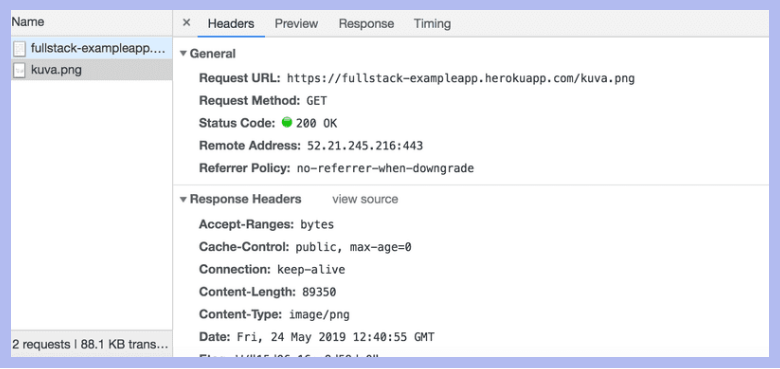 Name
× Headers Preview Response Timing
fullstack-exampleapp....
kuva.png
▼General
Request URL: https://fullstack-exampleapp.herokuapp.com/kuva.png
Request Method: GET
Status Code: 200 OK
Remote Address: 52.21.245.216:443
Referrer Policy: no-referrer-when-downgrade
▼Response Headers view source
Accept-Ranges: bytes
Cache-Control: public, max-age=0
Connection: keep-alive
Content-Length: 89350
Content-Type: image/png
Date: Fri, 24 May 2019 12:40:55 GMT
2 requests | 88.1 KB trans...